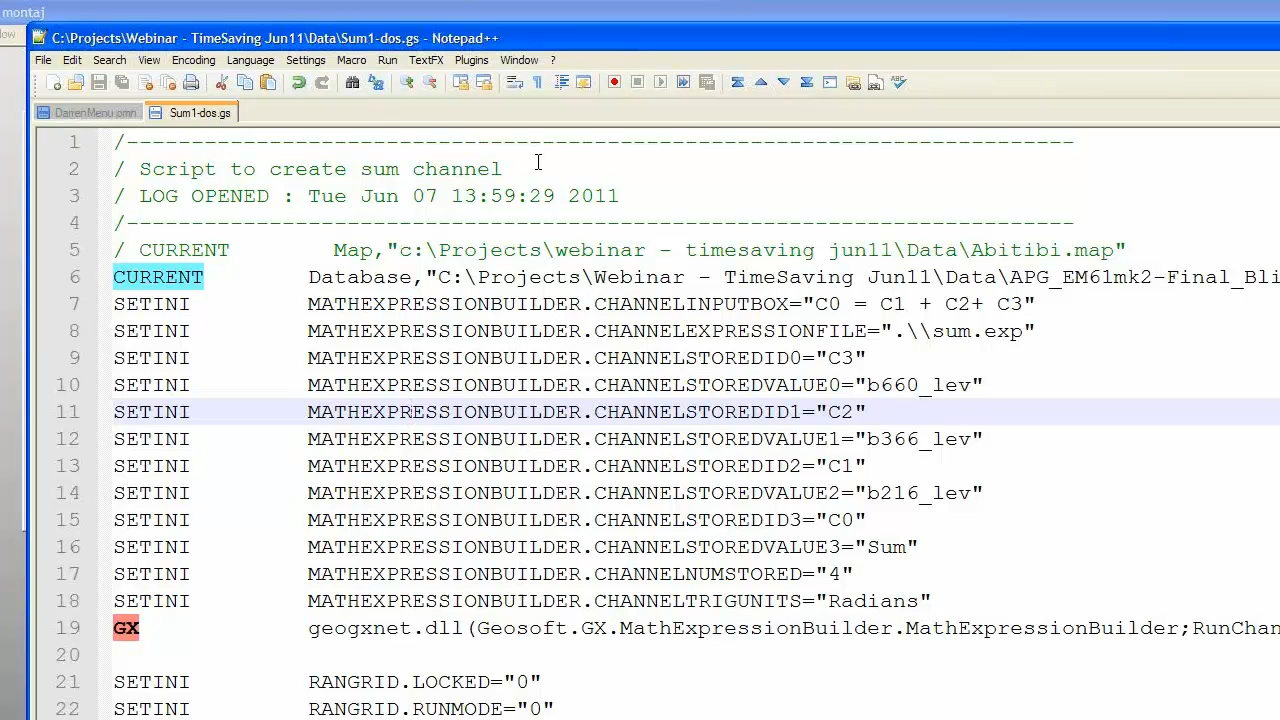 montaj
low
C:\Projects\Webinar - TimeSaving Jun11\Data\Sum1-dos.gs - Notepad++
File Edit Search View Encoding Language Settings Macro Run TextFX Plugins Window ?
DarrenMenu.omn Sum1-dos.gs
1 /-------------------------------------------------------------------------
2 / Script to create sum channel
3 / LOG OPENED : Tue Jun 07 13:59:29 2011
4 /-------------------------------------------------------------------------
5 / CURRENT Map,"c:\Projects\webinar - timesaving jun11\Data\Abitibi.map"
6 CURRENT Database,"C:\Projects\Webinar - TimeSaving Jun11\Data\APG_EM61mk2-Final_Bli
7 SETINI MATHEXPRESSIONBUILDER.CHANNELINPUTBOX="C0 = C1 + C2+ C3"
8 SETINI MATHEXPRESSIONBUILDER.CHANNELEXPRESSIONFILE=".\\sum.exp"
9 SETINI MATHEXPRESSIONBUILDER.CHANNELSTOREDID0="C3"
10 SETINI MATHEXPRESSIONBUILDER.CHANNELSTOREDVALUE0="b660_lev"
11 SETINI MATHEXPRESSIONBUILDER.CHANNELSTOREDID1="C2"
12 SETINI MATHEXPRESSIONBUILDER.CHANNELSTOREDVALUE1="b366_lev"
13 SETINI MATHEXPRESSIONBUILDER.CHANNELSTOREDID2="C1"
14 SETINI MATHEXPRESSIONBUILDER.CHANNELSTOREDVALUE2="b216_lev"
15 SETINI MATHEXPRESSIONBUILDER.CHANNELSTOREDID3="C0"
16 SETINI MATHEXPRESSIONBUILDER.CHANNELSTOREDVALUE3="Sum"
17 SETINI MATHEXPRESSIONBUILDER.CHANNELNUMSTORED="4"
18 SETINI MATHEXPRESSIONBUILDER.CHANNELTRIGUNITS="Radians"
19 GX geogxnet.dll(Geosoft.GX.MathExpressionBuilder.MathExpressionBuilder;RunChan
20
21 SETINI RANGRID.LOCKED="0"
22 SETINI RANGRID.RUNMODE="0"